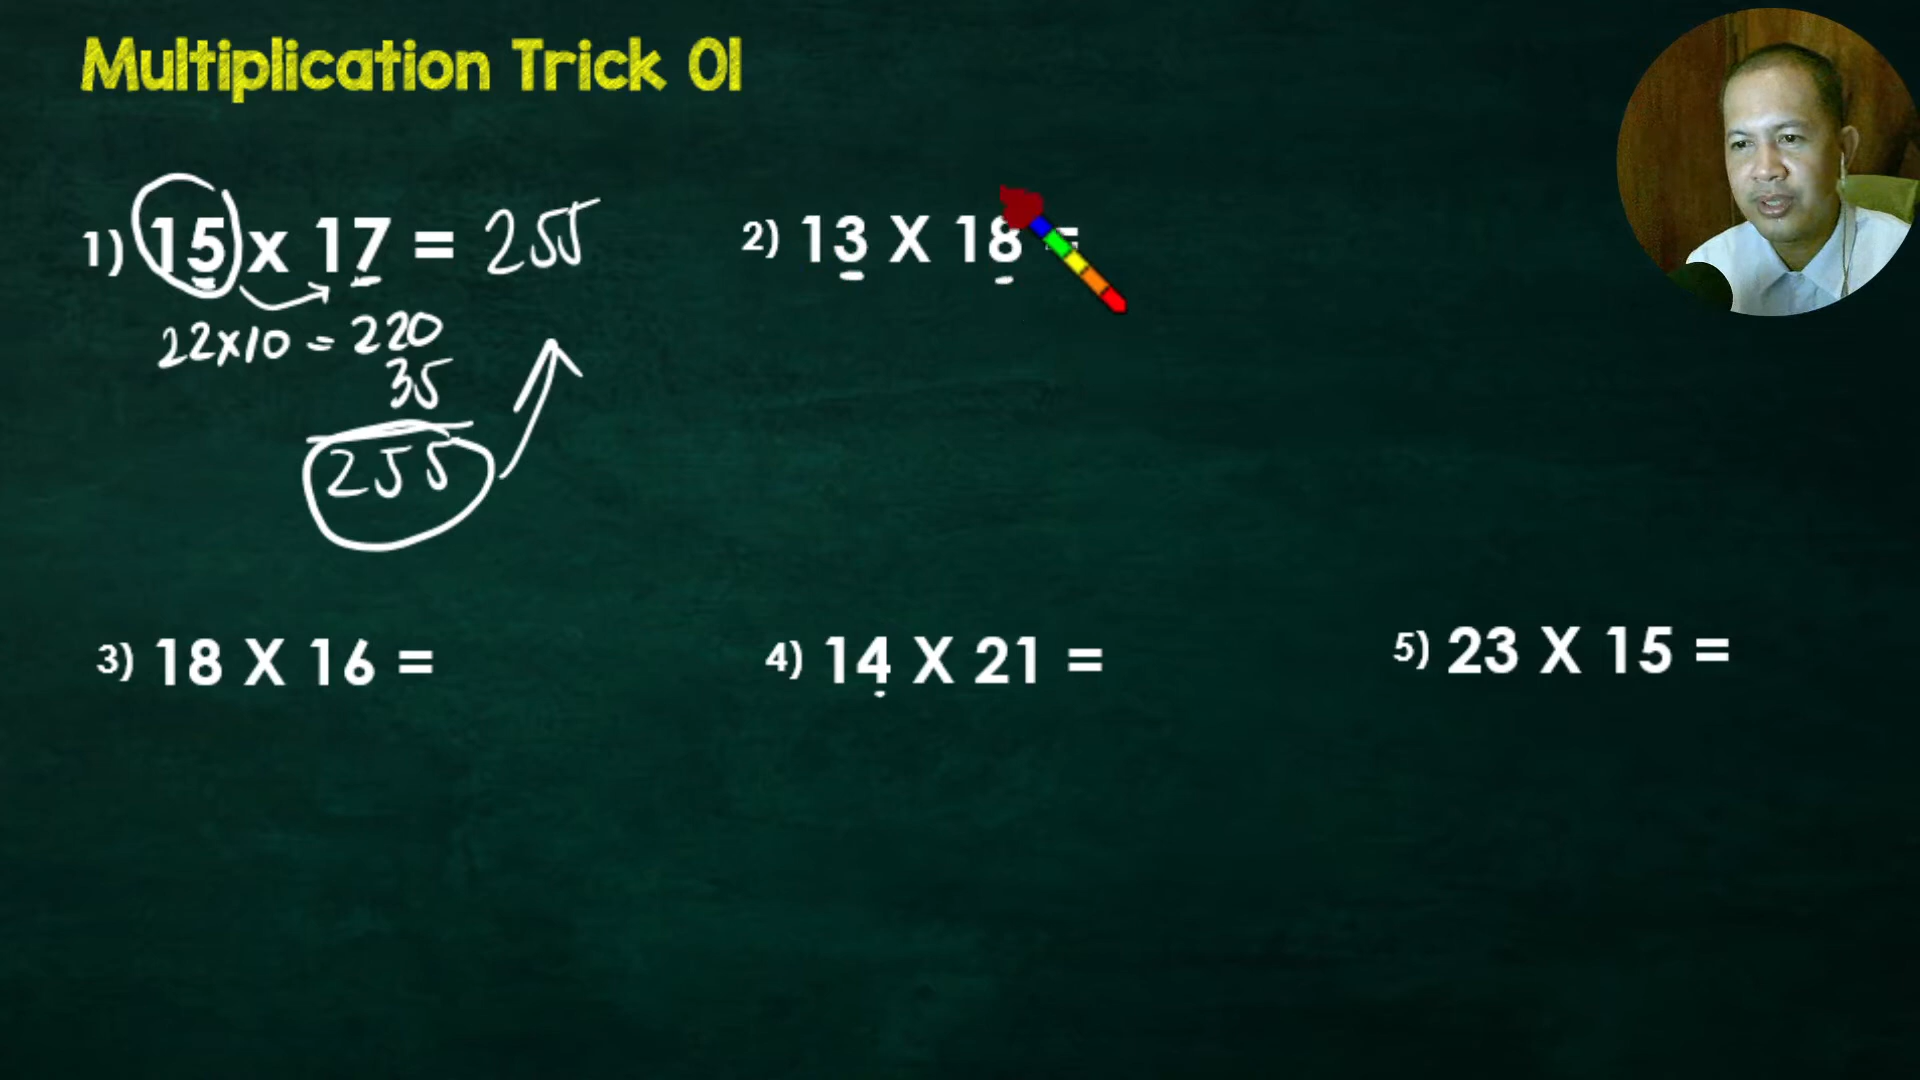 Multiplication Trick 01
1) 15 x 17 = 255
22x10 = 220
35
255
2) 13 X 18 =
3) 18 X 16 =
4) 14 X 21 =
5) 23 X 15 =